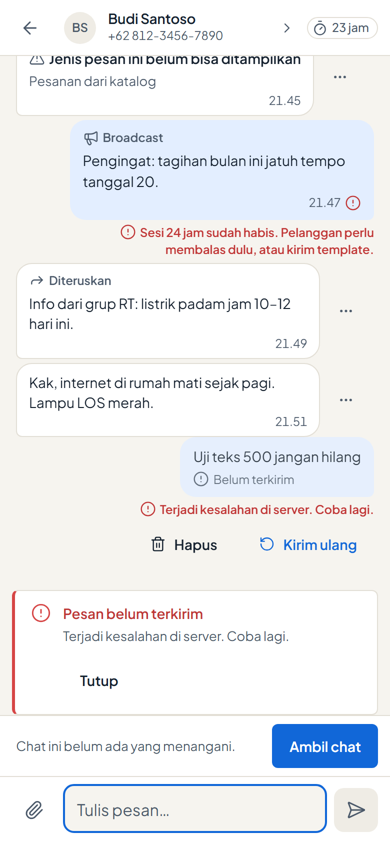 BS
Budi Santoso
+62 812-3456-7890
23 jam
Jenis pesan ini belum bisa ditampilkan
Pesanan dari katalog
21.45
Broadcast
Pengingat: tagihan bulan ini jatuh tempo
tanggal 20.
21.47
Sesi 24 jam sudah habis. Pelanggan perlu
membalas dulu, atau kirim template.
Diteruskan
Info dari grup RT: listrik padam jam 10–12
hari ini.
21.49
Kak, internet di rumah mati sejak pagi.
Lampu LOS merah.
21.51
Uji teks 500 jangan hilang
Belum terkirim
Terjadi kesalahan di server. Coba lagi.
Hapus
Kirim ulang
Pesan belum terkirim
Terjadi kesalahan di server. Coba lagi.
Tutup
Chat ini belum ada yang menangani.
Ambil chat
Tulis pesan...